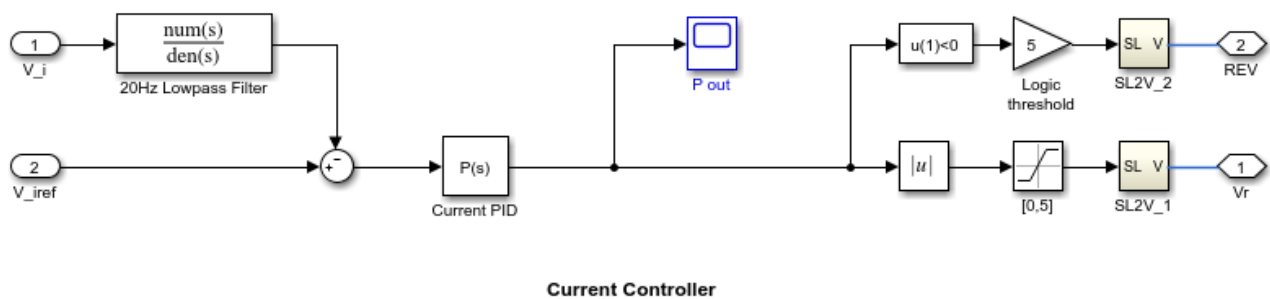 1
V_i
num(s)
den(s)
20Hz Lowpass Filter
P out
u(1)<0
5
Logic
threshold
SL V
SL2V_2
2
REV
2
V_iref
+
-
P(s)
Current PID
|u|
[0,5]
SL V
SL2V_1
1
Vr
Current Controller